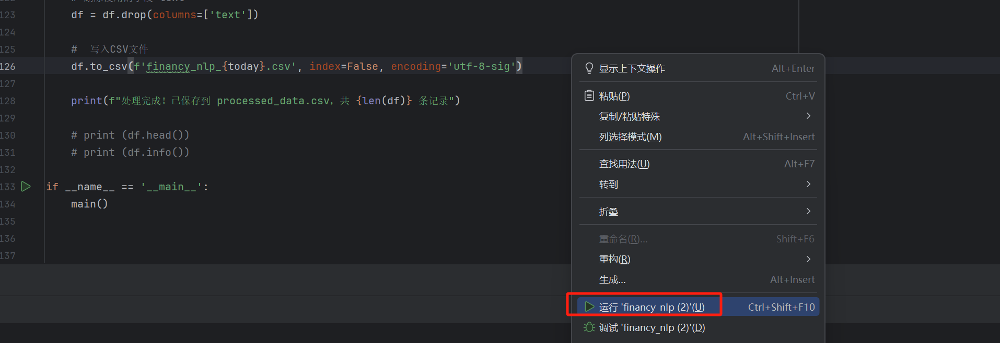 123 df = df.drop(columns=['text'])
124
125 #  写入CSV文件
126 df.to_csv(f'financy_nlp_{today}.csv', index=False, encoding='utf-8-sig')
127
128 print(f"处理完成！已保存到 processed_data.csv，共 {len(df)} 条记录")
129
130 # print (df.head())
131 # print (df.info())
132
133 if __name__ == '__main__':
134 main()
135
136
137
显示上下文操作 Alt+Enter
粘贴(P) Ctrl+V
复制/粘贴特殊
列选择模式(M) Alt+Shift+Insert
查找用法(U) Alt+F7
转到
折叠
重命名(R)... Shift+F6
重构(R)
生成... Alt+Insert
运行 'financy_nlp (2)'(U) Ctrl+Shift+F10
调试 'financy_nlp (2)'(D)